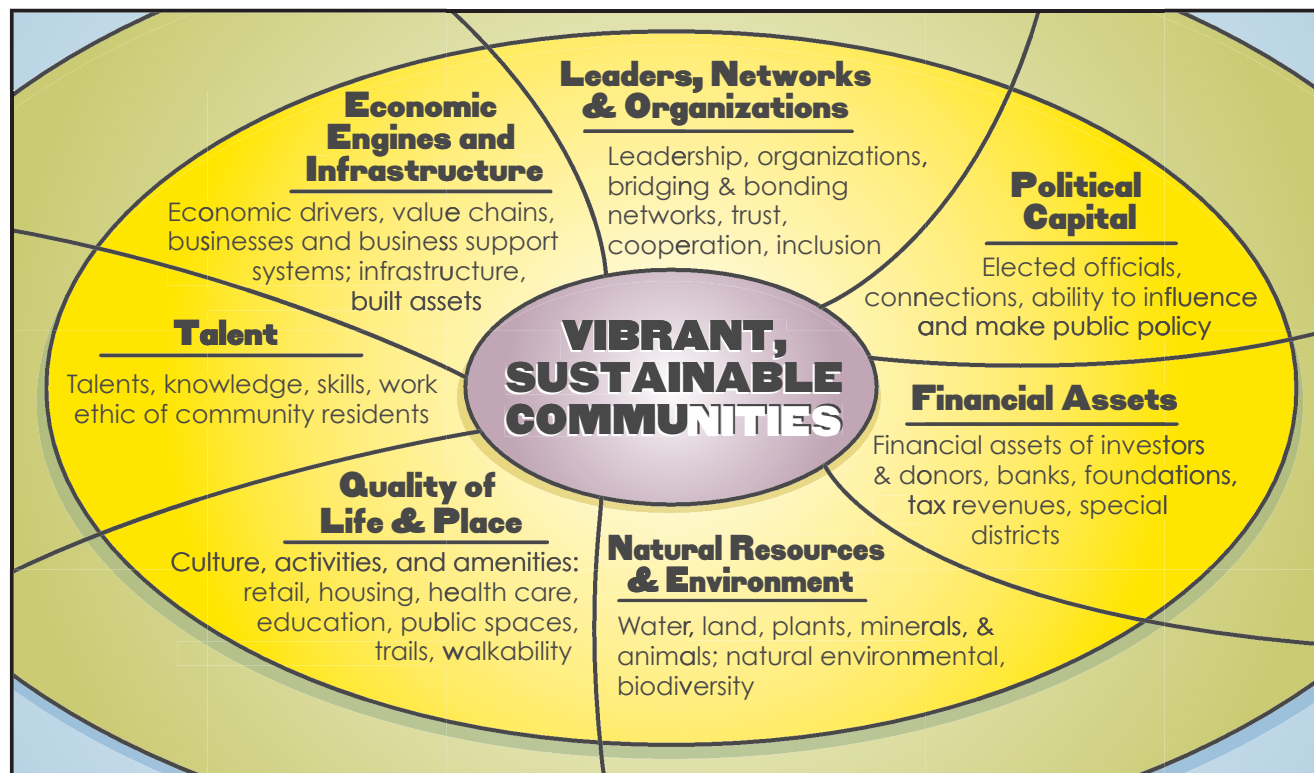 Leaders, Networks
& Organizations
Leadership, organizations,
bridging & bonding
networks, trust,
cooperation, inclusion
Political
Capital
Elected officials,
connections, ability to influence
and make public policy
Financial Assets
Financial assets of investors
& donors, banks, foundations,
tax revenues, special
districts
Natural Resources
& Environment
Water, land, plants, minerals, &
animals; natural environmental,
biodiversity
Quality of
Life & Place
Culture, activities, and amenities:
retail, housing, health care,
education, public spaces,
trails, walkability
Talent
Talents, knowledge, skills, work
ethic of community residents
Economic
Engines and
Infrastructure
Economic drivers, value chains,
businesses and business support
systems; infrastructure,
built assets
VIBRANT,
SUSTAINABLE
COMMUNITIES